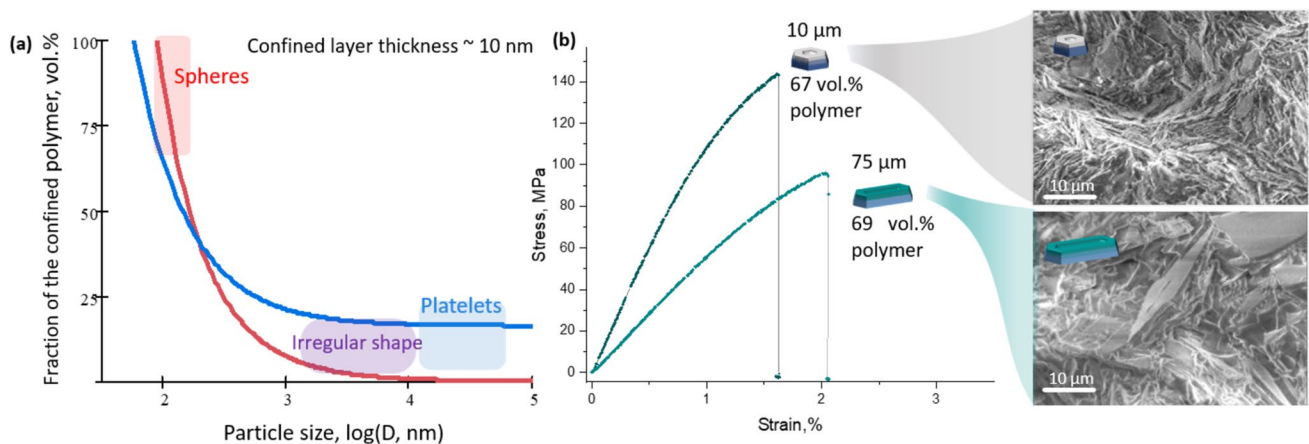 (a)
Fraction of the confined polymer, vol.%
100
75
50
25
Confined layer thickness ~ 10 nm
Spheres
Platelets
Irregular shape
2
3
4
5
Particle size, log(D, nm)
(b)
Stress, MPa
140
120
100
80
60
40
20
0
0
1
2
3
Strain,%
10 µm
67 vol.%
polymer
75 µm
69 vol.%
polymer
10 µm
10 µm